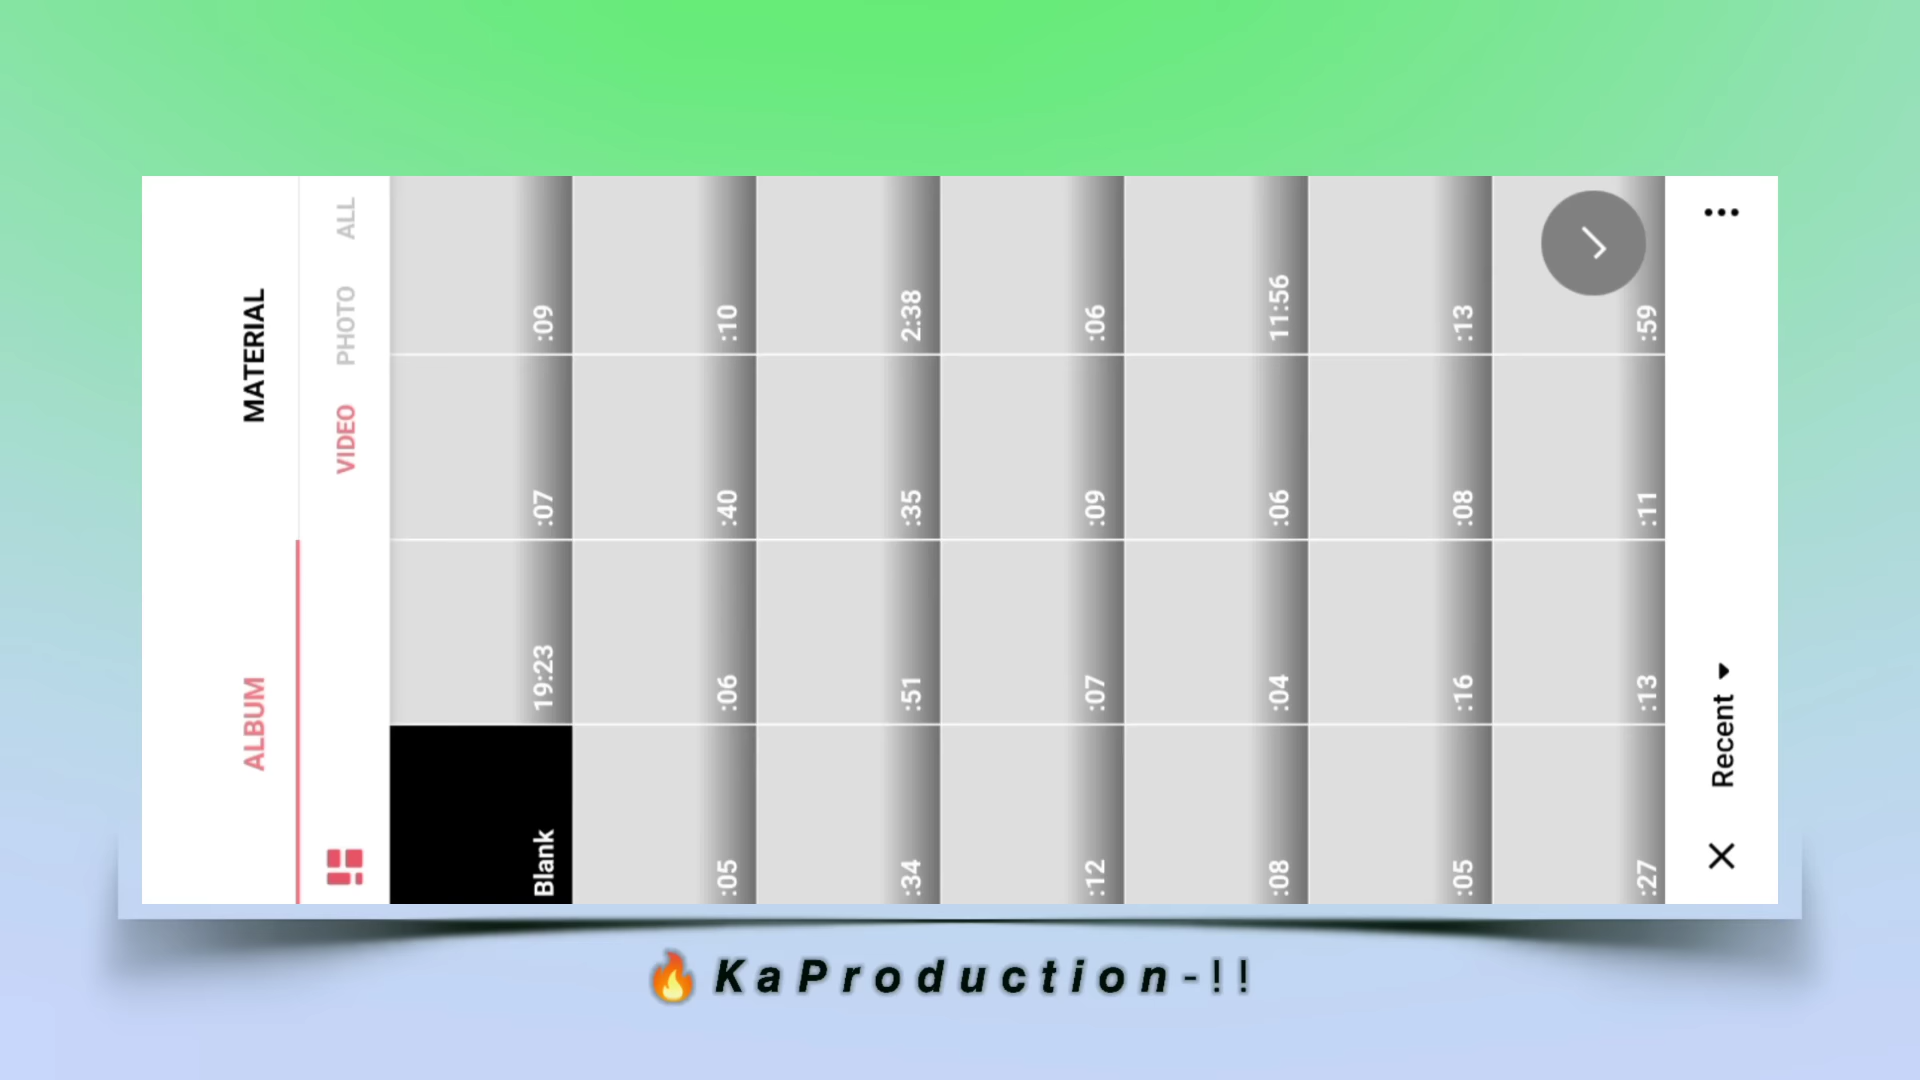 ALBUM MATERIAL
VIDEO PHOTO ALL
Blank 19:23 :07 :09
:05 :06 :40 :10
:34 :51 :35 2:38
:12 :07 :09 :06
:08 :04 :06 11:56
:05 :16 :08 :13
:27 :13 :11 :59
Recent
🔥KaProduction-!!